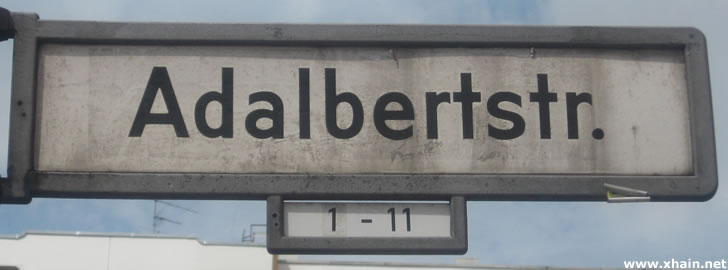 Adalbertstr.
1 - 11
www.xhain.net